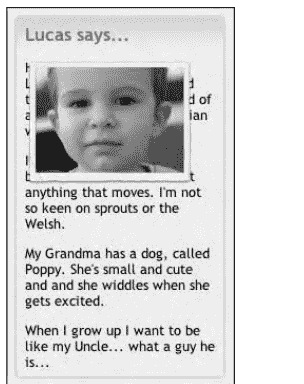 Lucas says...
d
d of
ian
anything that moves. I'm not
so keen on sprouts or the
Welsh.
My Grandma has a dog, called
Poppy. She's small and cute
and and she widdles when she
gets excited.
When I grow up I want to be
like my Uncle... what a guy he
is...